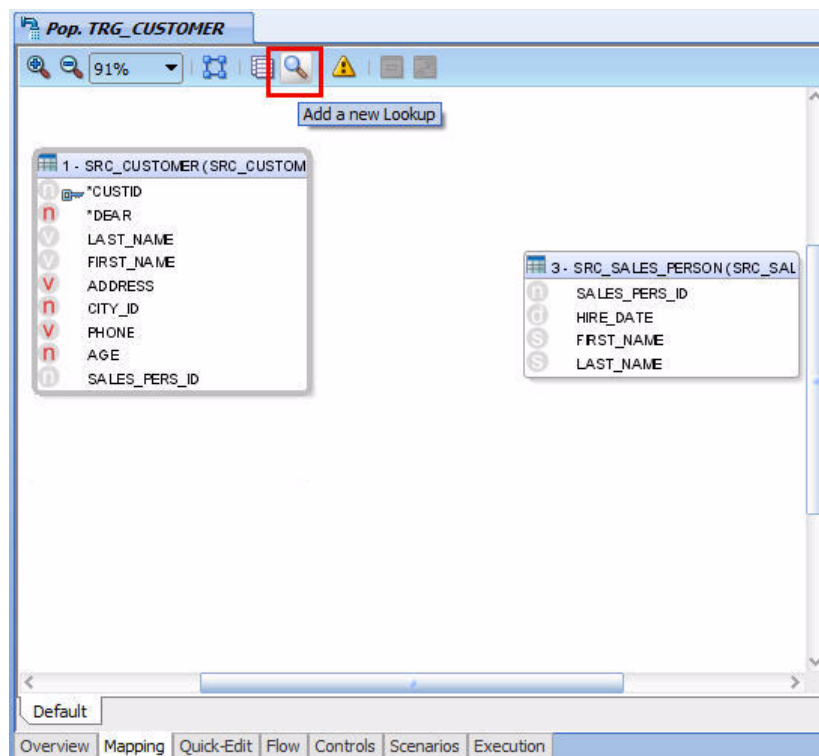 Pop. TRG_CUSTOMER
91%
Add a new Lookup
1 - SRC_CUSTOMER (SRC_CUSTOM
n *CUSTID
n *DEAR
v LAST_NAME
v FIRST_NAME
v ADDRESS
n CITY_ID
v PHONE
n AGE
n SALES_PERS_ID
3 - SRC_SALES_PERSON (SRC_SAL
n SALES_PERS_ID
d HIRE_DATE
s FIRST_NAME
s LAST_NAME
Default
Overview Mapping Quick-Edit Flow Controls Scenarios Execution